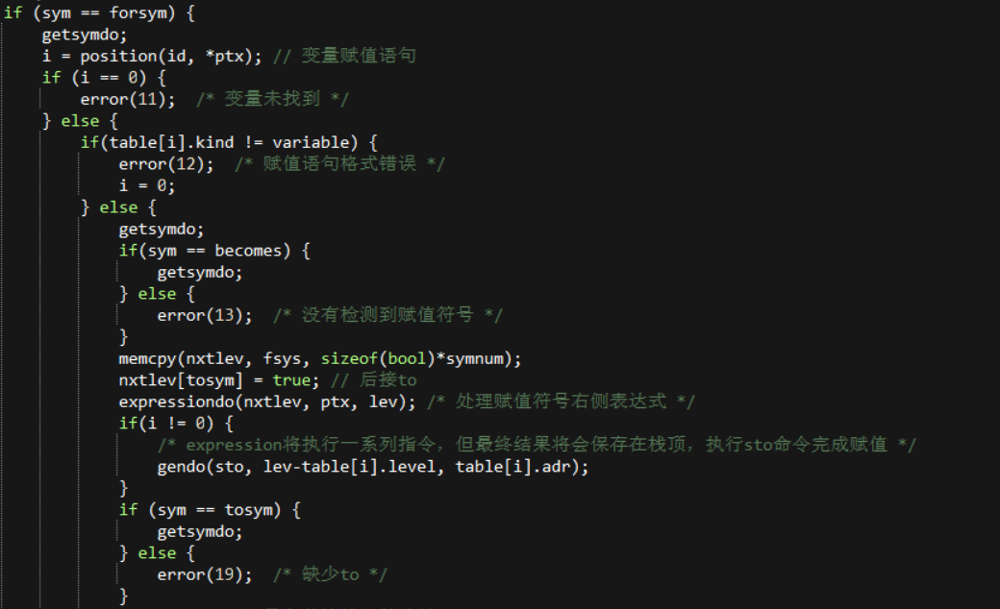 if (sym == forsym) {
    getsymdo;
    i = position(id, *ptx); // 变量赋值语句
    if (i == 0) {
        error(11);  /* 变量未找到 */
    } else {
        if(table[i].kind != variable) {
            error(12);  /* 赋值语句格式错误 */
            i = 0;
        } else {
            getsymdo;
            if(sym == becomes) {
                getsymdo;
            } else {
                error(13);  /* 没有检测到赋值符号 */
            }
            memcpy(nxtlev, fsys, sizeof(bool)*symnum);
            nxtlev[tosym] = true; // 后接to
            expressiondo(nxtlev, ptx, lev); /* 处理赋值符号右侧表达式 */
            if(i != 0) {
                /* expression将执行一系列指令，但最终结果将会保存在栈顶，执行sto命令完成赋值 */
                gendo(sto, lev-table[i].level, table[i].adr);
            }
            if (sym == tosym) {
                getsymdo;
            } else {
                error(19);  /* 缺少to */
            }